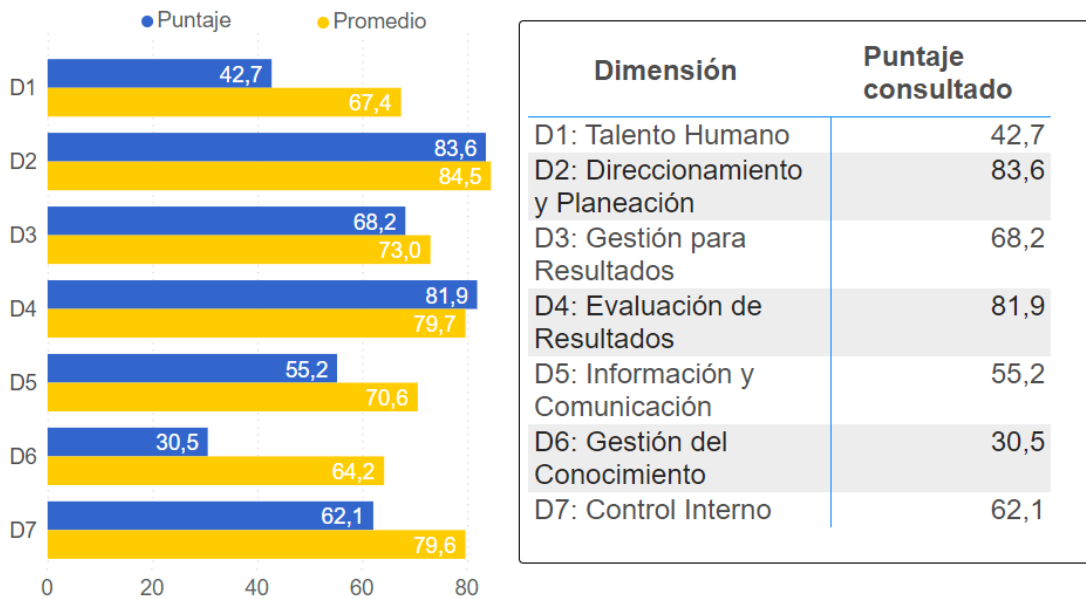 Puntaje Promedio
D1
42,7
67,4
D2
83,6
84,5
D3
68,2
73,0
D4
81,9
79,7
D5
55,2
70,6
D6
30,5
64,2
D7
62,1
79,6
0 20 40 60 80
Dimensión Puntaje
consultado
D1: Talento Humano 42,7
D2: Direccionamiento 83,6
y Planeación
D3: Gestión para 68,2
Resultados
D4: Evaluación de 81,9
Resultados
D5: Información y 55,2
Comunicación
D6: Gestión del 30,5
Conocimiento
D7: Control Interno 62,1